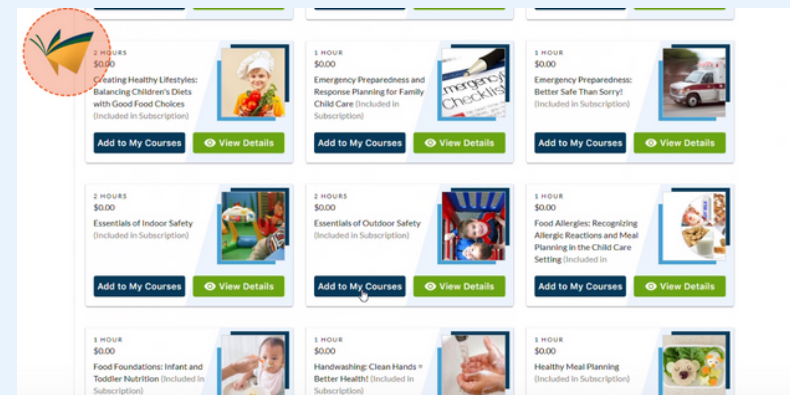 2 HOURS
$0.00
Creating Healthy Lifestyles:
Balancing Children's Diets
with Good Food Choices
(Included in Subscription)
Add to My Courses
View Details
1 HOUR
$0.00
Emergency Preparedness and
Response Planning for Family
Child Care (Included in
Subscription)
Emergency
Checklist
Add to My Courses
View Details
1 HOUR
$0.00
Emergency Preparedness:
Better Safe Than Sorry!
(Included in Subscription)
Add to My Courses
View Details
2 HOURS
$0.00
Essentials of Indoor Safety
(Included in Subscription)
Add to My Courses
View Details
2 HOURS
$0.00
Essentials of Outdoor Safety
(Included in Subscription)
Add to My Courses
View Details
1 HOUR
$0.00
Food Allergies: Recognizing
Allergic Reactions and Meal
Planning in the Child Care
Setting (Included in
Add to My Courses
View Details
1 HOUR
$0.00
Food Foundations: Infant and
Toddler Nutrition (Included in
Subscription)
1 HOUR
$0.00
Handwashing: Clean Hands =
Better Health! (Included in
Subscription)
1 HOUR
$0.00
Healthy Meal Planning
(Included in Subscription)